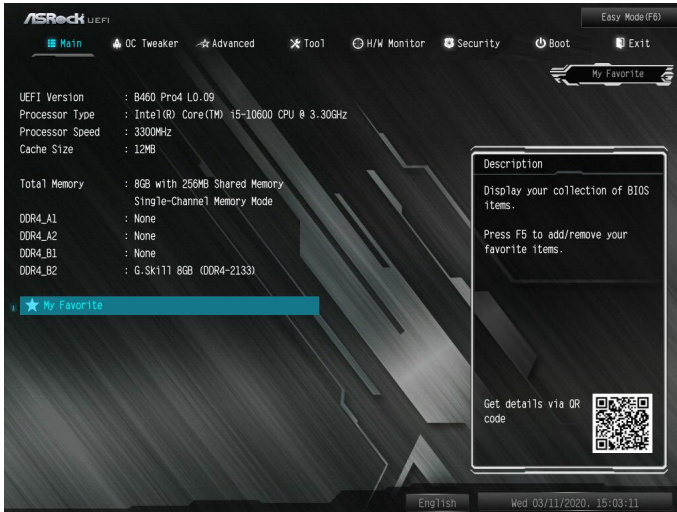 ASRock UEFI
Easy Mode(F6)
Main OC Tweaker Advanced Tool H/W Monitor Security Boot Exit
My Favorite
UEFI Version : B460 Pro4 L0.09
Processor Type : Intel(R) Core(TM) i5-10600 CPU @ 3.30GHz
Processor Speed : 3300MHz
Cache Size : 12MB
Total Memory : 8GB with 256MB Shared Memory
Single-Channel Memory Mode
DDR4_A1 : None
DDR4_A2 : None
DDR4_B1 : None
DDR4_B2 : G.Skill 8GB (DDR4-2133)
My Favorite
Description
Display your collection of BIOS
items.
Press F5 to add/remove your
favorite items.
Get details via QR
code
English
Wed 03/11/2020, 15:03:11